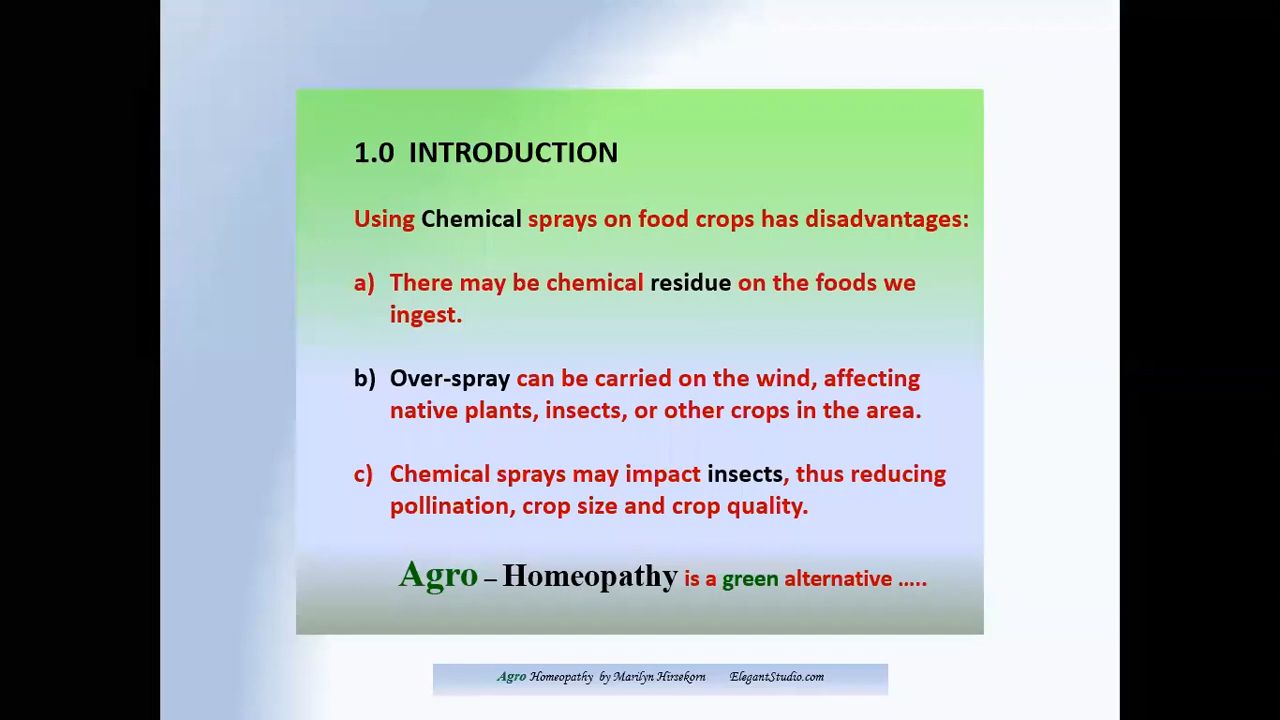 1.0 INTRODUCTION
Using Chemical sprays on food crops has disadvantages:
a) There may be chemical residue on the foods we
ingest.
b) Over-spray can be carried on the wind, affecting
native plants, insects, or other crops in the area.
c) Chemical sprays may impact insects, thus reducing
pollination, crop size and crop quality.
Agro – Homeopathy is a green alternative …..
Agro Homeopathy by Marilyn Hirsekorn ElegantStudio.com